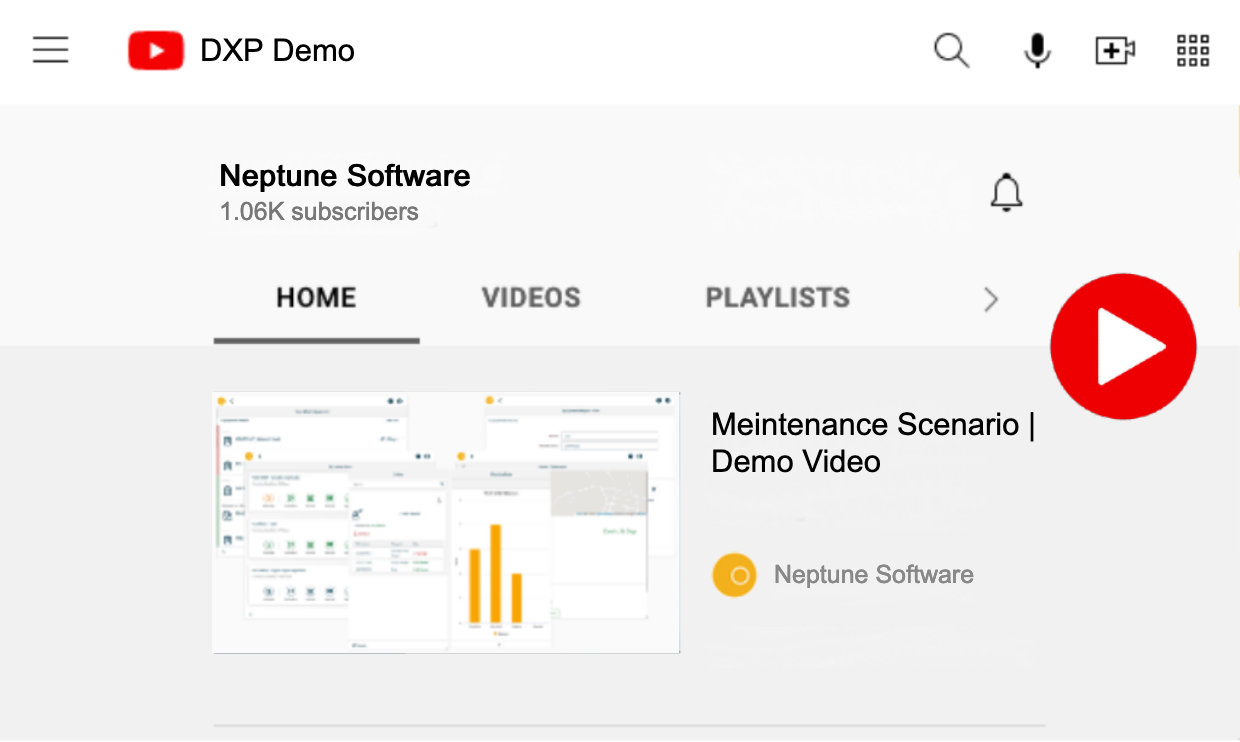 DXP Demo
Neptune Software
1.06K subscribers
HOME
VIDEOS
PLAYLISTS
Meintenance Scenario |
Demo Video
Neptune Software